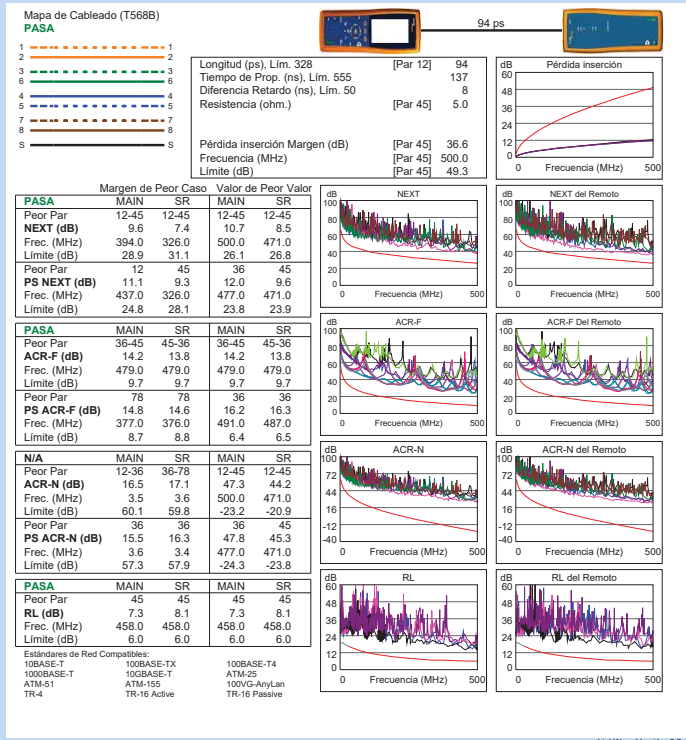 Mapa de Cableado (T568B)
PASA
94 ps
1 1
2 2
3 3
6 6
4 4
5 5
7 7
8 8
S S
Longitud (ps), Lím. 328 [Par 12] 94
Tiempo de Prop. (ns), Lím. 555 137
Diferencia Retardo (ns), Lím. 50 8
Resistencia (ohm.) [Par 45] 5.0
Pérdida inserción Margen (dB) [Par 45] 36.6
Frecuencia (MHz) [Par 45] 500.0
Límite (dB) [Par 45] 49.3
dB Pérdida inserción
60
48
36
24
12
0
0 Frecuencia (MHz) 500
Margen de Peor Caso Valor de Peor Valor
PASA MAIN SR MAIN SR
Peor Par 12-45 12-45 12-45 12-45
NEXT (dB) 9.6 7.4 10.7 8.5
Frec. (MHz) 394.0 326.0 500.0 471.0
Límite (dB) 28.9 31.1 26.1 26.8
Peor Par 12 45 36 45
PS NEXT (dB) 11.1 9.3 12.0 9.6
Frec. (MHz) 437.0 326.0 477.0 471.0
Límite (dB) 24.8 28.1 23.8 23.9
PASA MAIN SR MAIN SR
Peor Par 36-45 45-36 36-45 45-36
ACR-F (dB) 14.2 13.8 14.2 13.8
Frec. (MHz) 479.0 479.0 479.0 479.0
Límite (dB) 9.7 9.7 9.7 9.7
Peor Par 78 78 36 36
PS ACR-F (dB) 14.8 14.6 16.2 16.3
Frec. (MHz) 377.0 376.0 491.0 487.0
Límite (dB) 8.7 8.8 6.4 6.5
N/A MAIN SR MAIN SR
Peor Par 12-36 36-78 12-45 12-45
ACR-N (dB) 16.5 17.1 47.3 44.2
Frec. (MHz) 3.5 3.6 500.0 471.0
Límite (dB) 60.1 59.8 -23.2 -20.9
Peor Par 36 36 36 45
PS ACR-N (dB) 15.5 16.3 47.8 45.3
Frec. (MHz) 3.6 3.4 477.0 471.0
Límite (dB) 57.3 57.9 -24.3 -23.8
PASA MAIN SR MAIN SR
Peor Par 45 45 45 45
RL (dB) 7.3 8.1 7.3 8.1
Frec. (MHz) 458.0 458.0 458.0 458.0
Límite (dB) 6.0 6.0 6.0 6.0
Estándares de Red Compatibles:
10BASE-T 100BASE-TX 100BASE-T4
1000BASE-T 10GBASE-T ATM-25
ATM-51 ATM-155 100VG-AnyLan
TR-4 TR-16 Active TR-16 Passive
dB NEXT
100
80
60
40
20
0
0 Frecuencia (MHz) 500
dB NEXT del Remoto
100
80
60
40
20
0
0 Frecuencia (MHz) 500
dB ACR-F
100
80
60
40
20
0
0 Frecuencia (MHz) 500
dB ACR-F Del Remoto
100
80
60
40
20
0
0 Frecuencia (MHz) 500
dB ACR-N
100
72
44
16
-12
-40
0 Frecuencia (MHz) 500
dB ACR-N del Remoto
100
72
44
16
-12
-40
0 Frecuencia (MHz) 500
dB RL
60
48
36
24
12
0
0 Frecuencia (MHz) 500
dB RL del Remoto
60
48
36
24
12
0
0 Frecuencia (MHz) 500